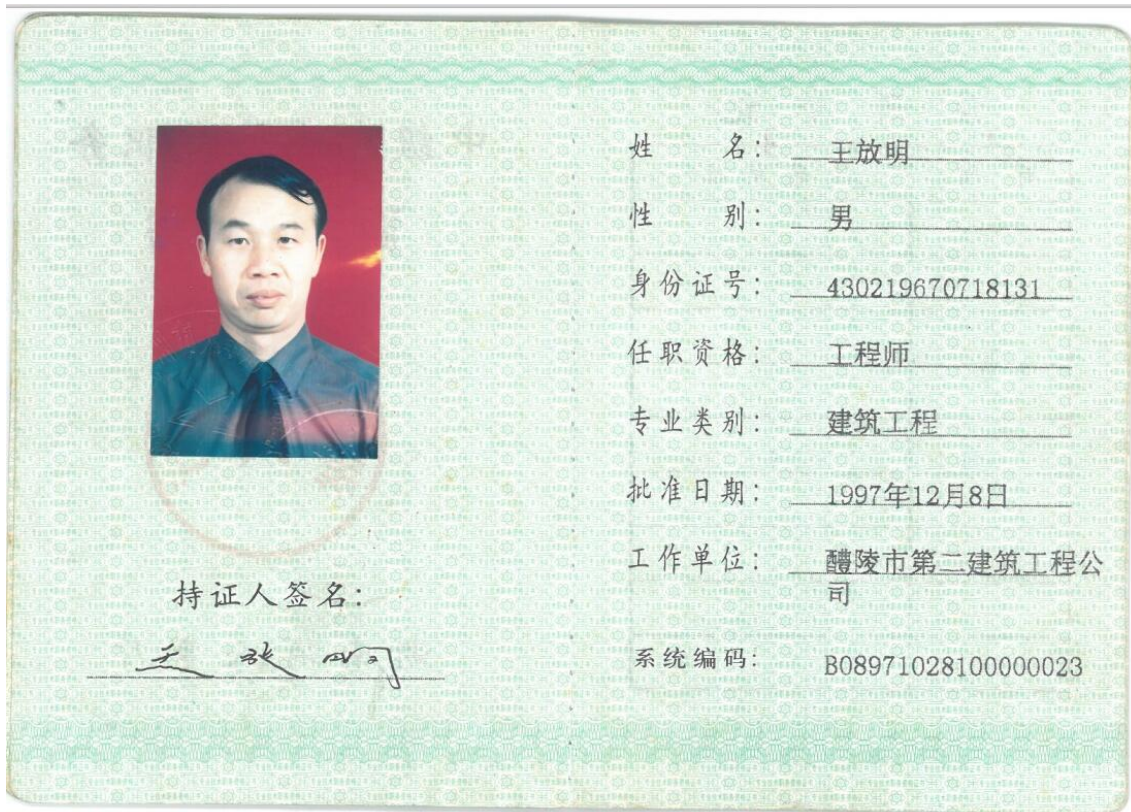 持证人签名:
王放明
姓 名: 王放明
性 别: 男
身份证号: 430219670718131
任职资格: 工程师
专业类别: 建筑工程
批准日期: 1997年12月8日
工作单位: 醴陵市第二建筑工程公
司
系统编码: B08971028100000023